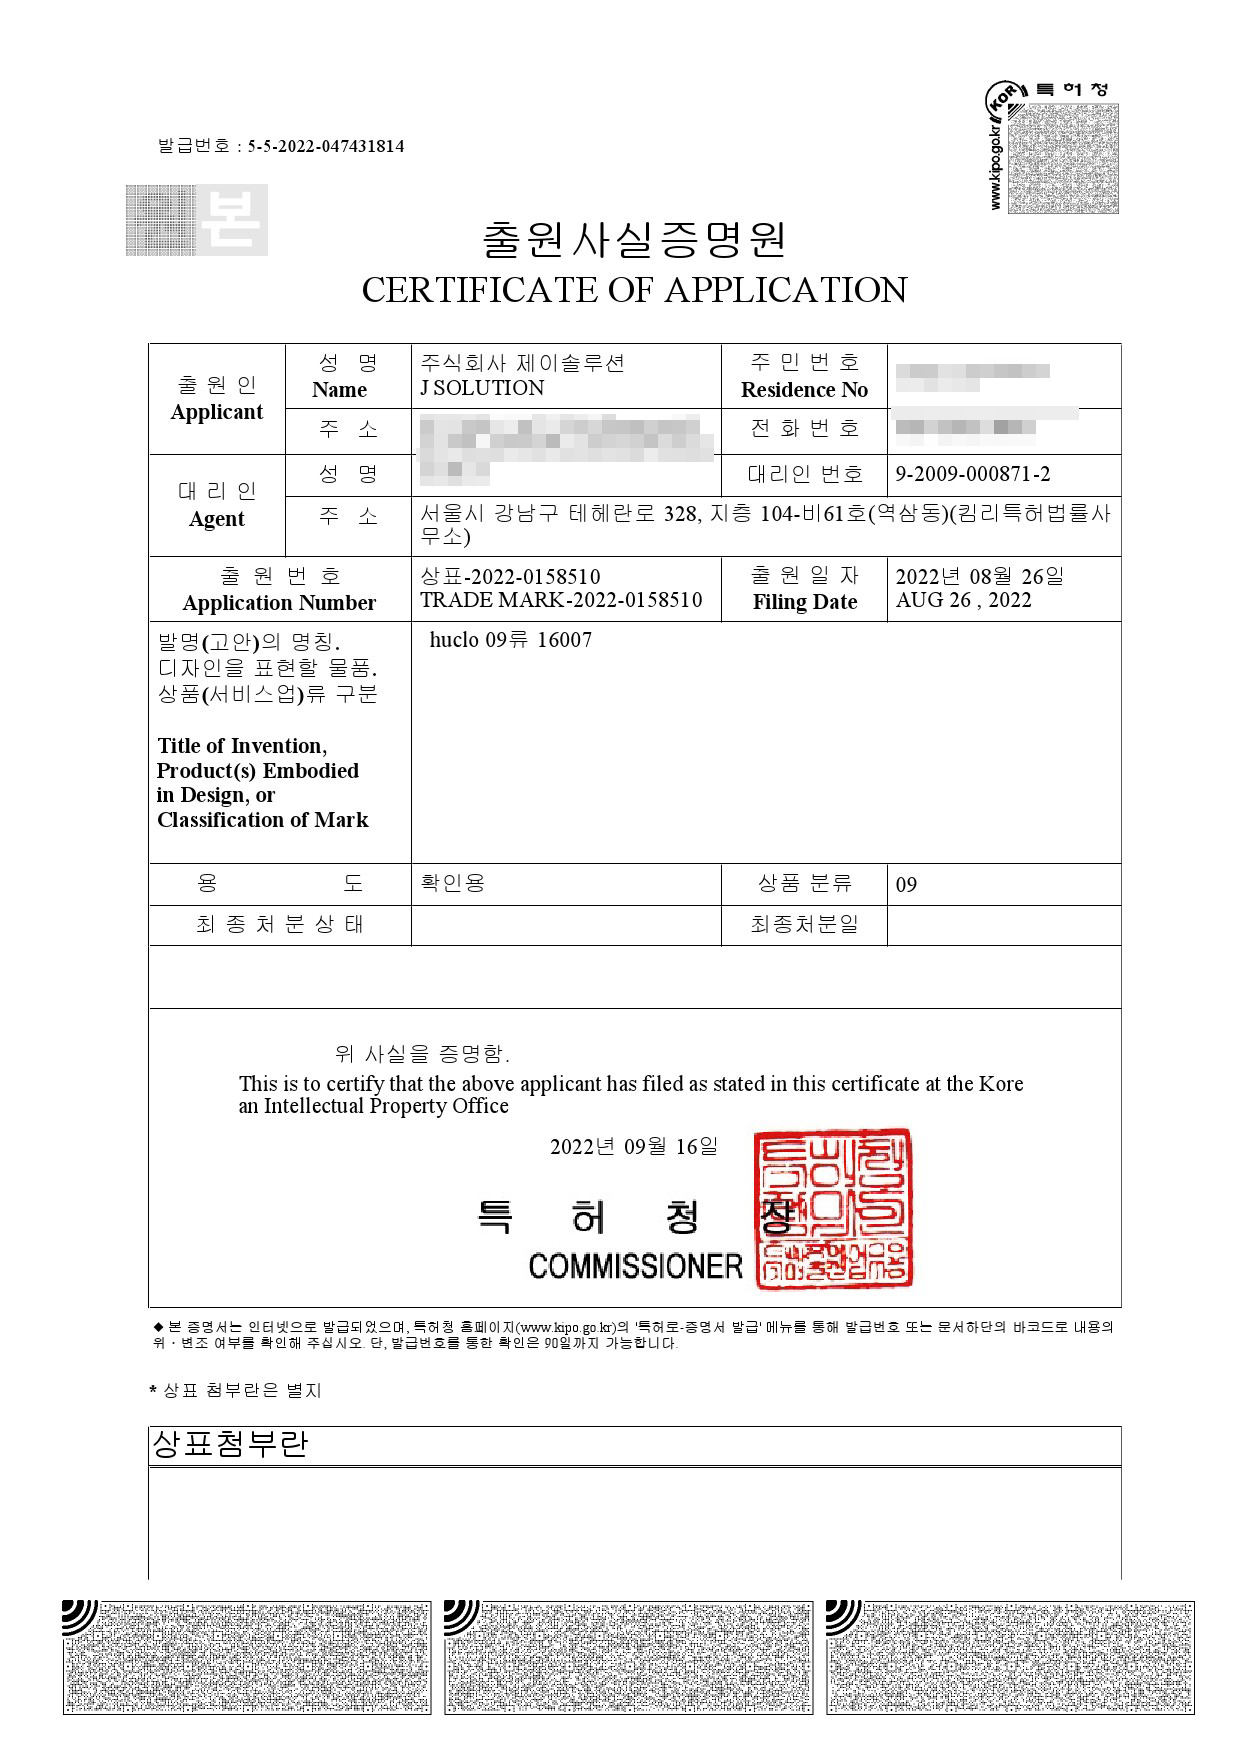 특허청
KOR
www.kipo.go.kr
발급번호 : 5-5-2022-047431814
본
출원사실증명원
CERTIFICATE OF APPLICATION
출 원 인
Applicant
성 명
Name
주식회사 제이솔루션
J SOLUTION
주 민 번 호
Residence No
주 소
전 화 번 호
대 리 인
Agent
성 명
대리인 번호
9-2009-000871-2
주 소
서울시 강남구 테헤란로 328, 지층 104-비61호(역삼동)(킴리특허법률사
무소)
출 원 번 호
Application Number
상표-2022-0158510
TRADE MARK-2022-0158510
출 원 일 자
Filing Date
2022년 08월 26일
AUG 26 , 2022
발명(고안)의 명칭.
디자인을 표현할 물품.
상품(서비스업)류 구분
Title of Invention,
Product(s) Embodied
in Design, or
Classification of Mark
huclo 09류 16007
용 도
확인용
상품 분류
09
최 종 처 분 상 태
최종처분일
위 사실을 증명함.
This is to certify that the above applicant has filed as stated in this certificate at the Kore
an Intellectual Property Office
2022년 09월 16일
특 허 청 장
COMMISSIONER
◆ 본 증명서는 인터넷으로 발급되었으며, 특허청 홈페이지(www.kipo.go.kr)의 '특허로-증명서 발급' 메뉴를 통해 발급번호 또는 문서하단의 바코드로 내용의
위ㆍ변조 여부를 확인해 주십시오. 단, 발급번호를 통한 확인은 90일까지 가능합니다.
* 상표 첨부란은 별지
상표첨부란